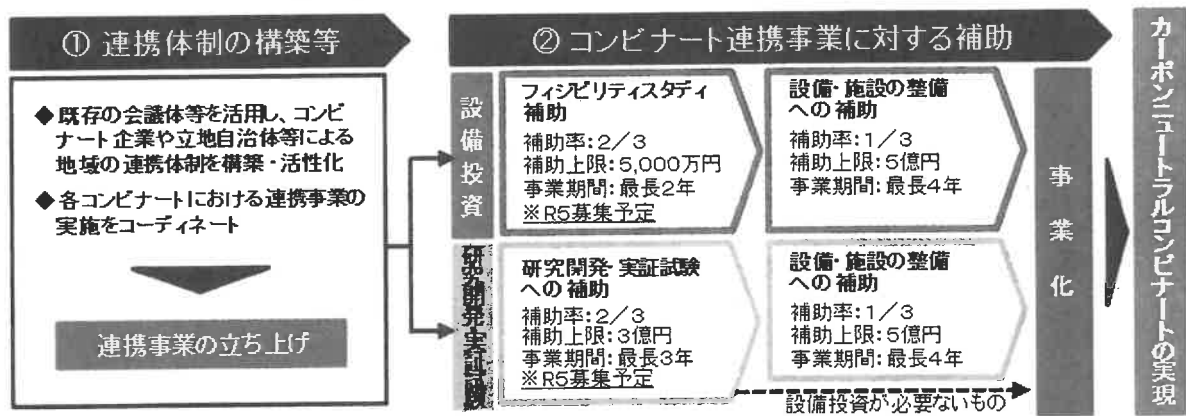 ① 連携体制の構築等
◆既存の会議体等を活用し、コンビ
ナート企業や立地自治体等による
地域の連携体制を構築・活性化
◆各コンビナートにおける連携事業の
実施をコーディネート
連携事業の立ち上げ
② コンビナート連携事業に対する補助
設備投資
フィジビリティスタディ
補助
補助率:2/3
補助上限:5,000万円
事業期間:最長2年
※R5募集予定
設備・施設の整備
への補助
補助率:1/3
補助上限:5億円
事業期間:最長4年
研究開発・実証試験
研究開発・実証試験
への補助
補助率:2/3
補助上限:3億円
事業期間:最長3年
※R5募集予定
設備・施設の整備
への補助
補助率:1/3
補助上限:5億円
事業期間:最長4年
設備投資が必要ないもの
事業化
カーボンニュートラルコンビナートの実現